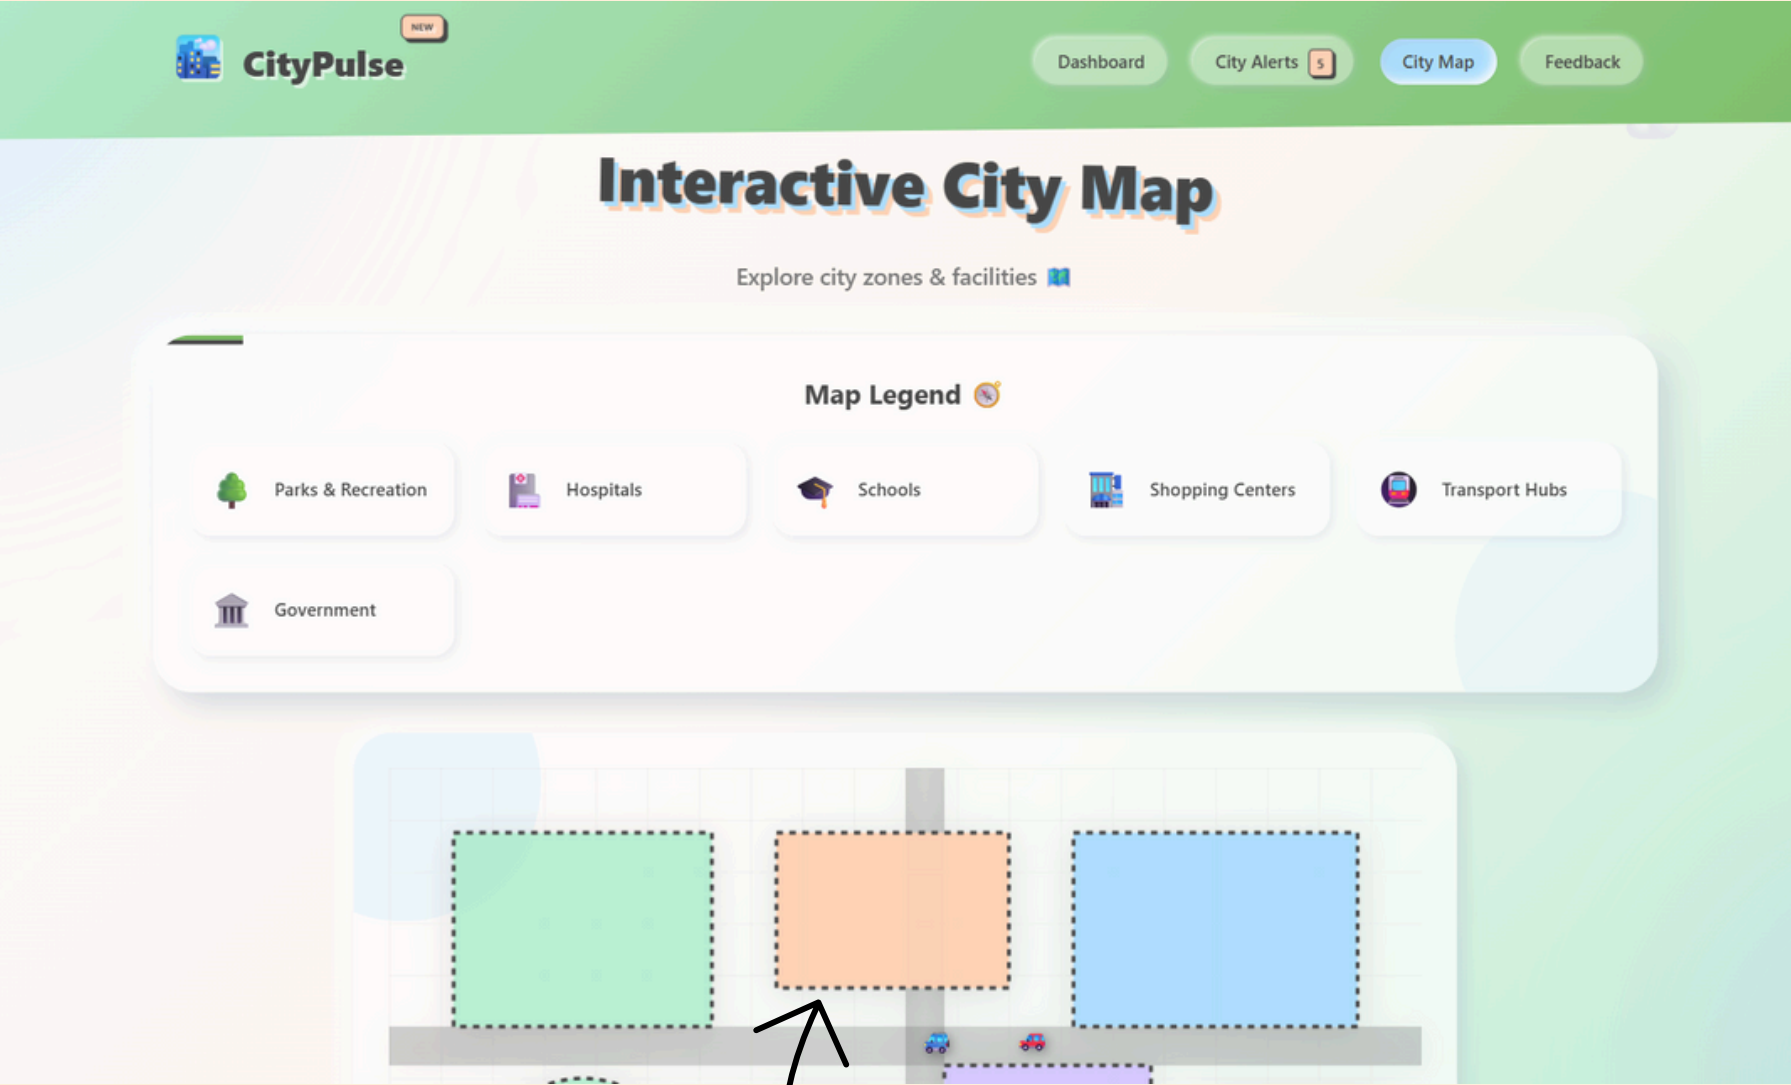 NEW
CityPulse
Dashboard
City Alerts 5
City Map
Feedback
Interactive City Map
Explore city zones & facilities
Map Legend
Parks & Recreation
Hospitals
Schools
Shopping Centers
Transport Hubs
Government